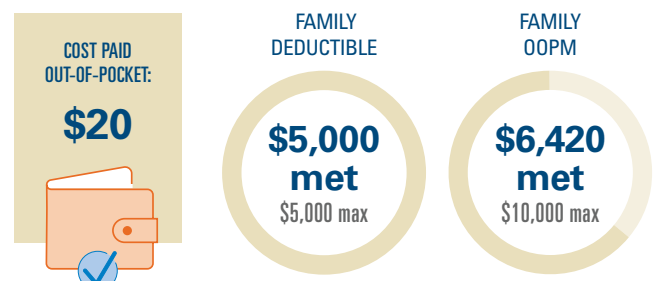 COST PAID
OUT-OF-POCKET:
$20
FAMILY
DEDUCTIBLE
$5,000
met
$5,000 max
FAMILY
OOPM
$6,420
met
$10,000 max